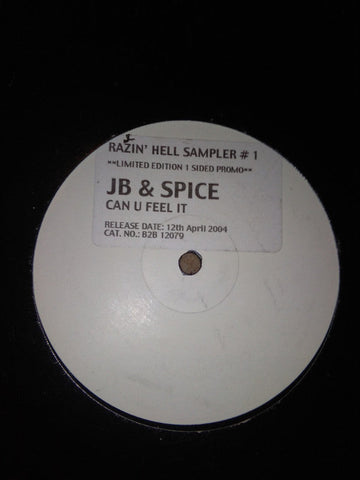 RAZIN' HELL SAMPLER # 1
**LIMITED EDITION 1 SIDED PROMO**
JB & SPICE
CAN U FEEL IT
RELEASE DATE: 12th April 2004
CAT. NO.: B2B 12079